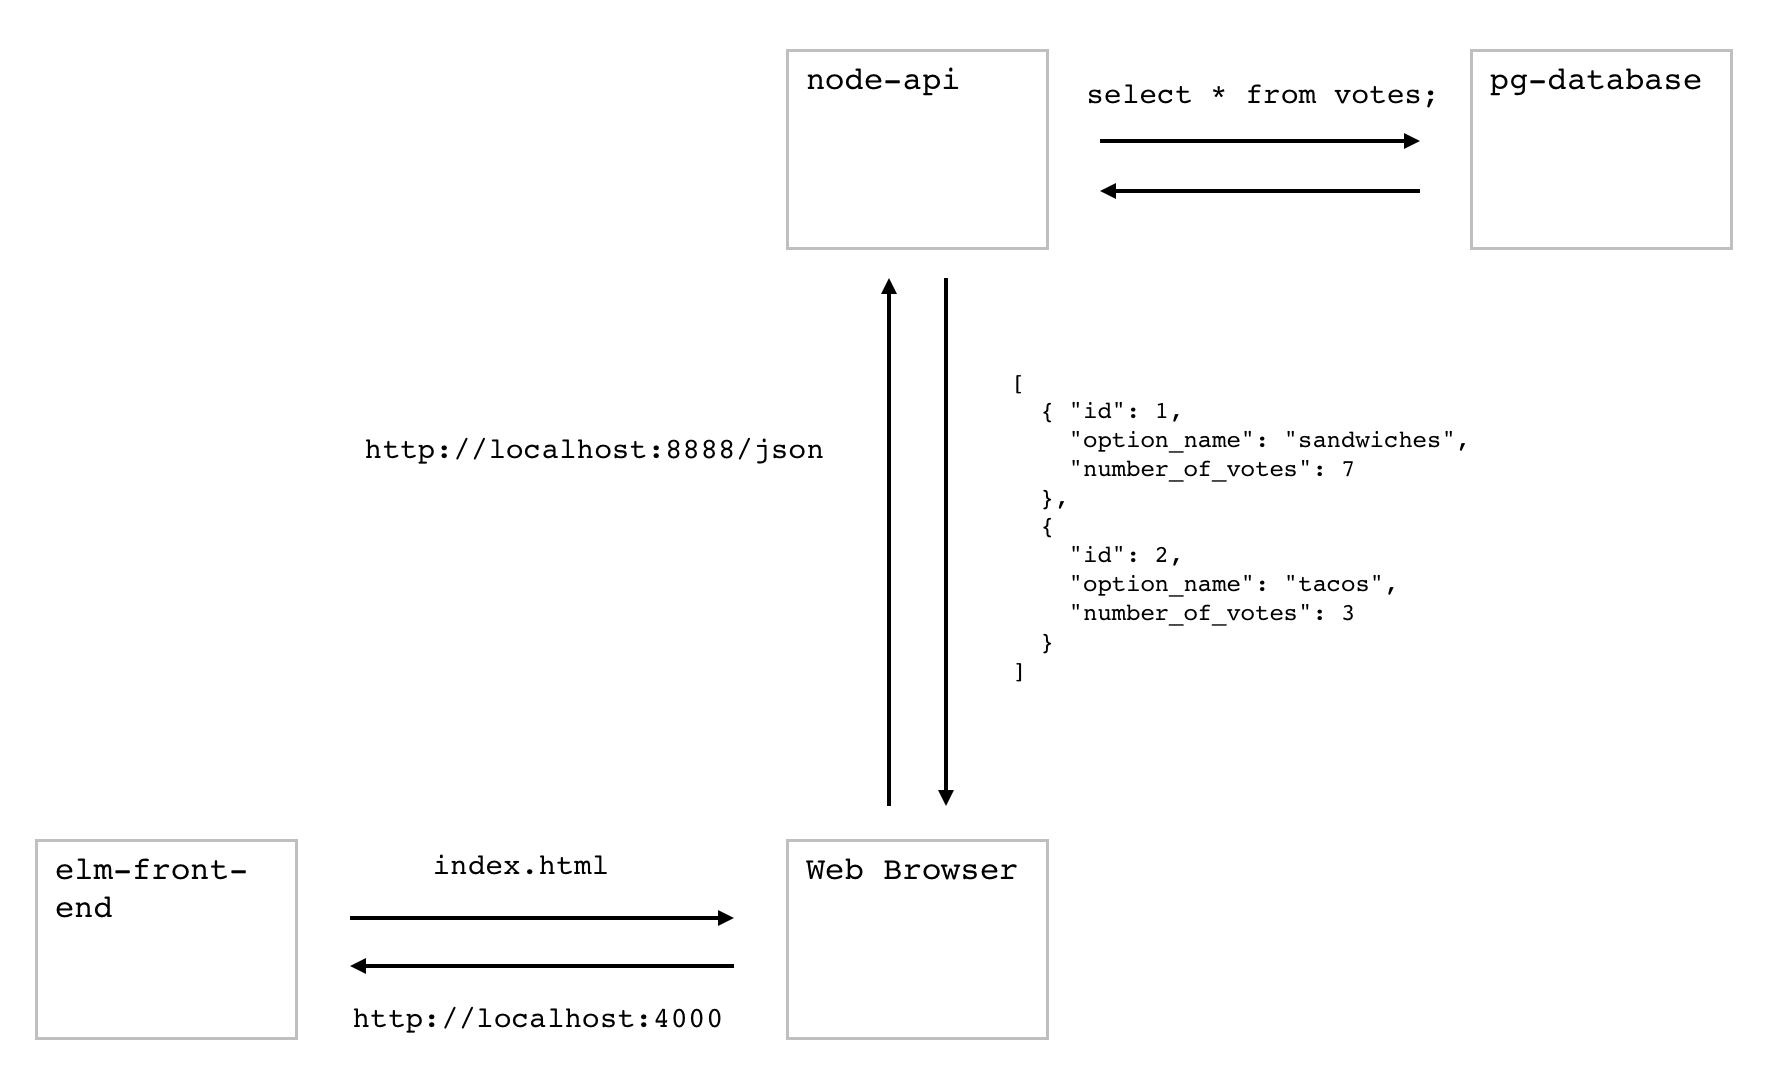 node-api
select * from votes;
pg-database
http://localhost:8888/json
[
  { "id": 1,
    "option_name": "sandwiches",
    "number_of_votes": 7
  },
  {
    "id": 2,
    "option_name": "tacos",
    "number_of_votes": 3
  }
]
elm-front-
end
index.html
http://localhost:4000
Web Browser